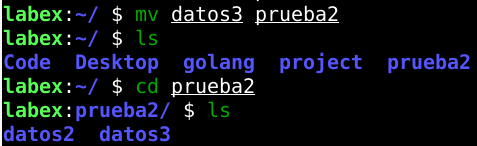 labex:~/ $ mv datos3 prueba2
labex:~/ $ ls
Code  Desktop  golang  project  prueba2
labex:~/ $ cd prueba2
labex:prueba2/ $ ls
datos2  datos3